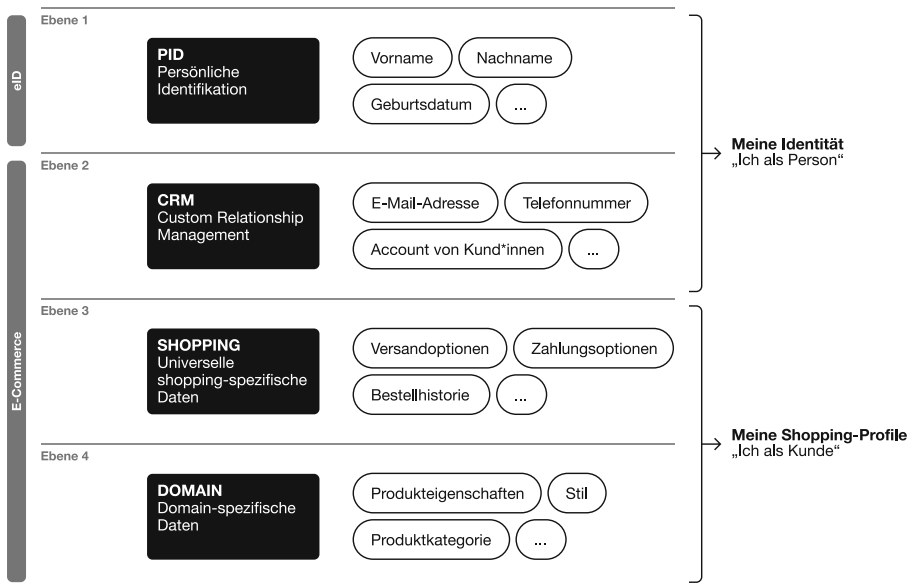 Ebene 1
eID
PID
Persönliche
Identifikation
Vorname
Nachname
Geburtsdatum
...
Meine Identität
„Ich als Person“
Ebene 2
E-Commerce
CRM
Custom Relationship
Management
E-Mail-Adresse
Telefonnummer
Account von Kund*innen
...
Ebene 3
SHOPPING
Universelle
shopping-spezifische
Daten
Versandoptionen
Zahlungsoptionen
Bestellhistorie
...
Meine Shopping-Profile
„Ich als Kunde“
Ebene 4
DOMAIN
Domain-spezifische
Daten
Produkteigenschaften
Stil
Produktkategorie
...